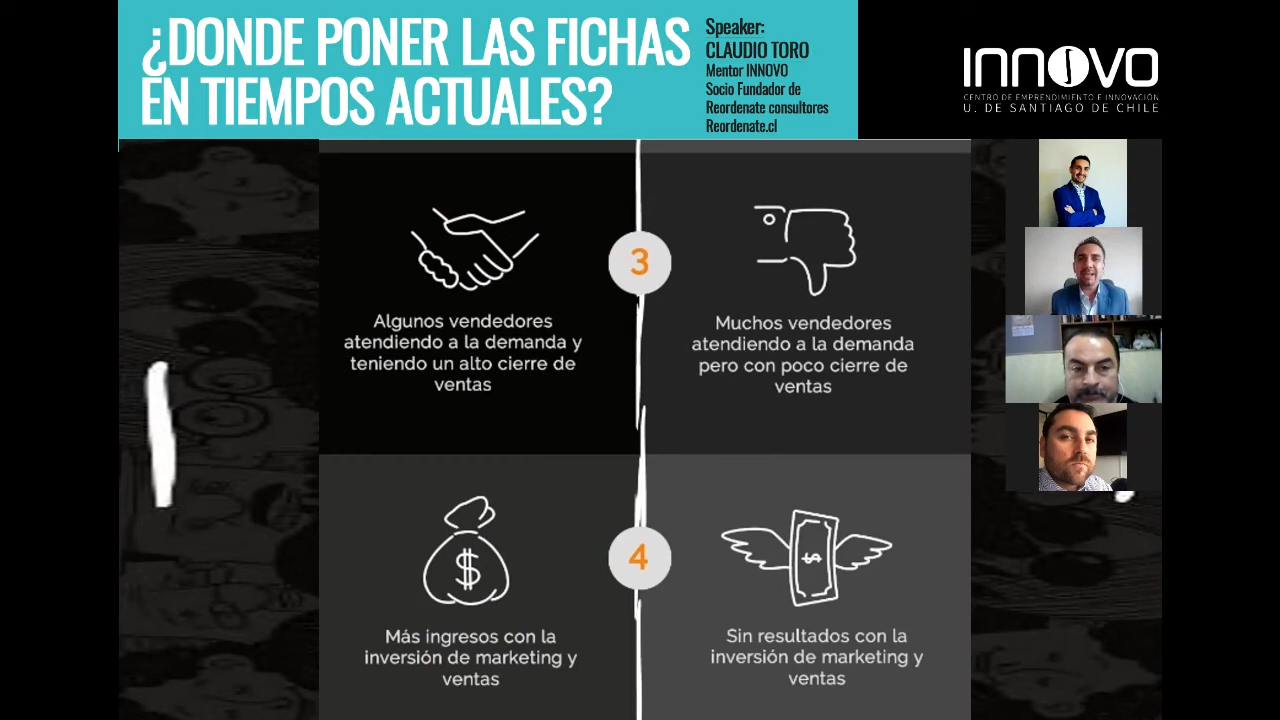 ¿DONDE PONER LAS FICHAS
EN TIEMPOS ACTUALES?
Speaker:
CLAUDIO TORO
Mentor INNOVO
Socio Fundador de
Reordenate consultores
Reordenate.cl
INNOVO
CENTRO DE EMPRENDIMIENTO E INNOVACIÓN
U. DE SANTIAGO DE CHILE
3
Algunos vendedores
atendiendo a la demanda y
teniendo un alto cierre de
ventas
Muchos vendedores
atendiendo a la demanda
pero con poco cierre de
ventas
4
$
Más ingresos con la
inversión de marketing y
ventas
$
Sin resultados con la
inversión de marketing y
ventas